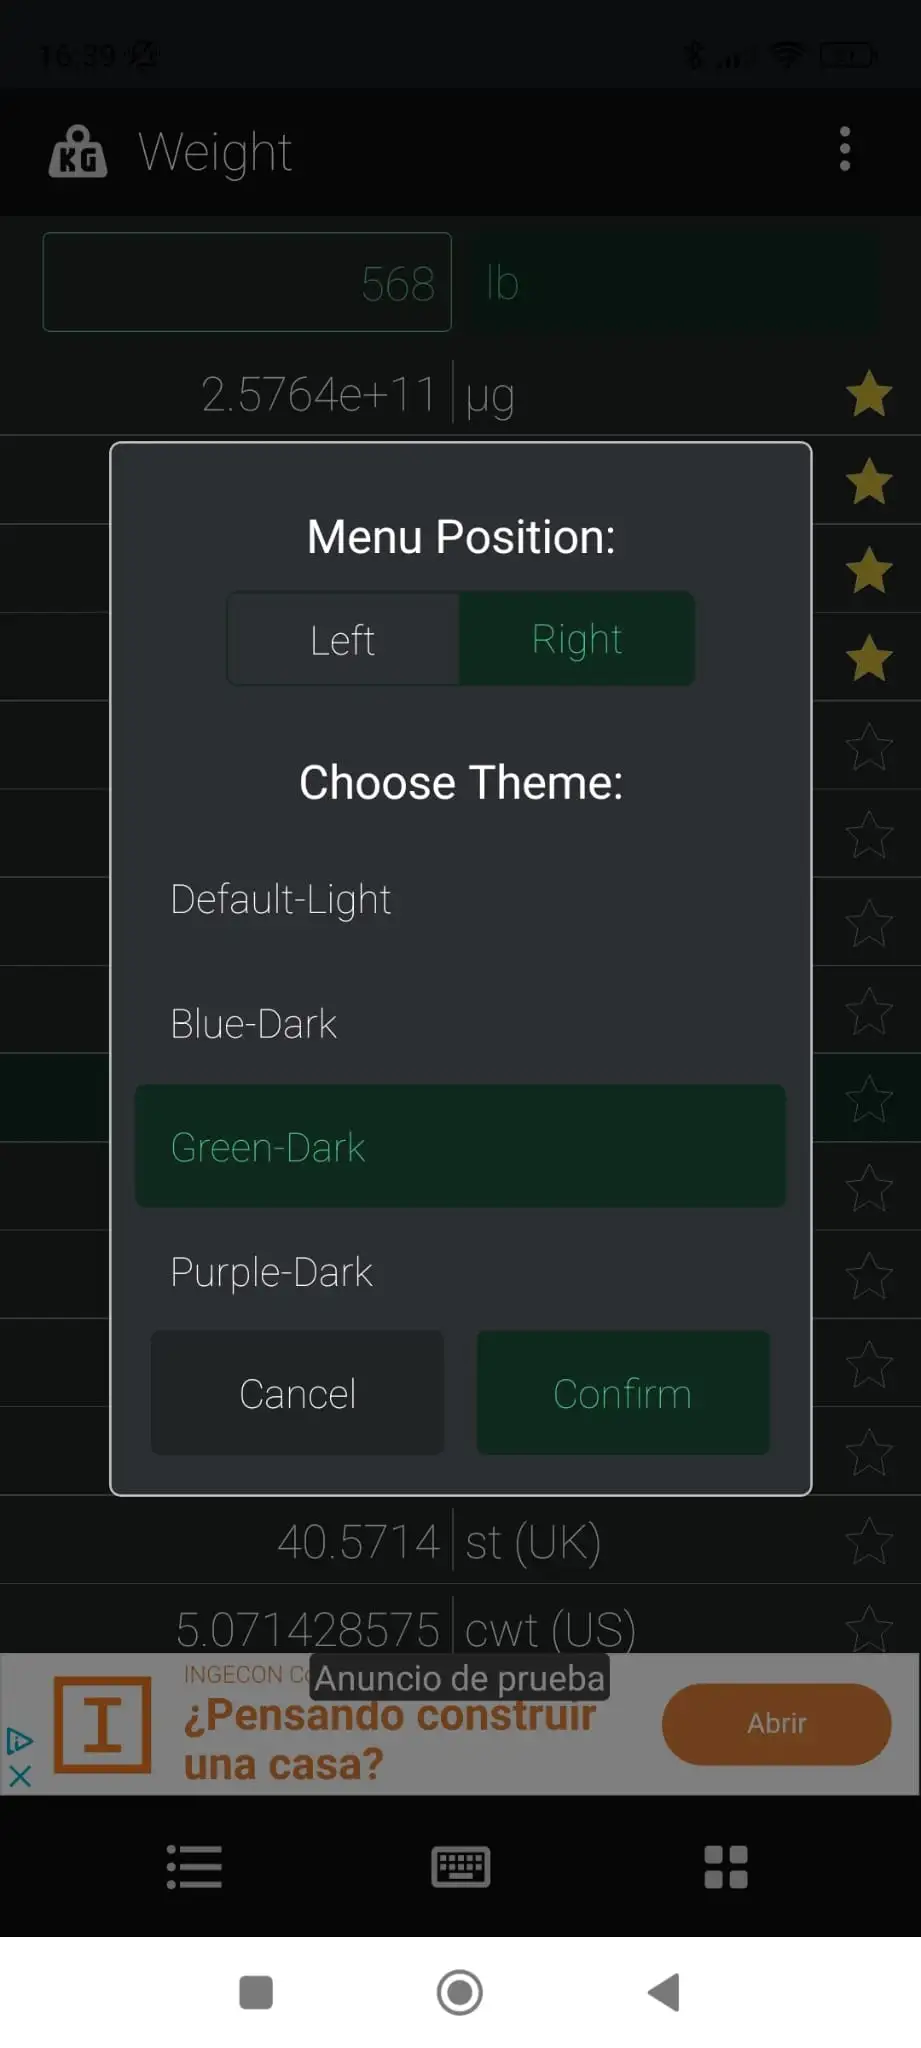 16:39
KG Weight
568 lb
2.5764e+11 µg
Menu Position:
Left Right
Choose Theme:
Default-Light
Blue-Dark
Green-Dark
Purple-Dark
Cancel Confirm
40.5714 st (UK)
5.071428575 cwt (US)
INGECON
Anuncio de prueba
¿Pensando construir
una casa?
I
Abrir